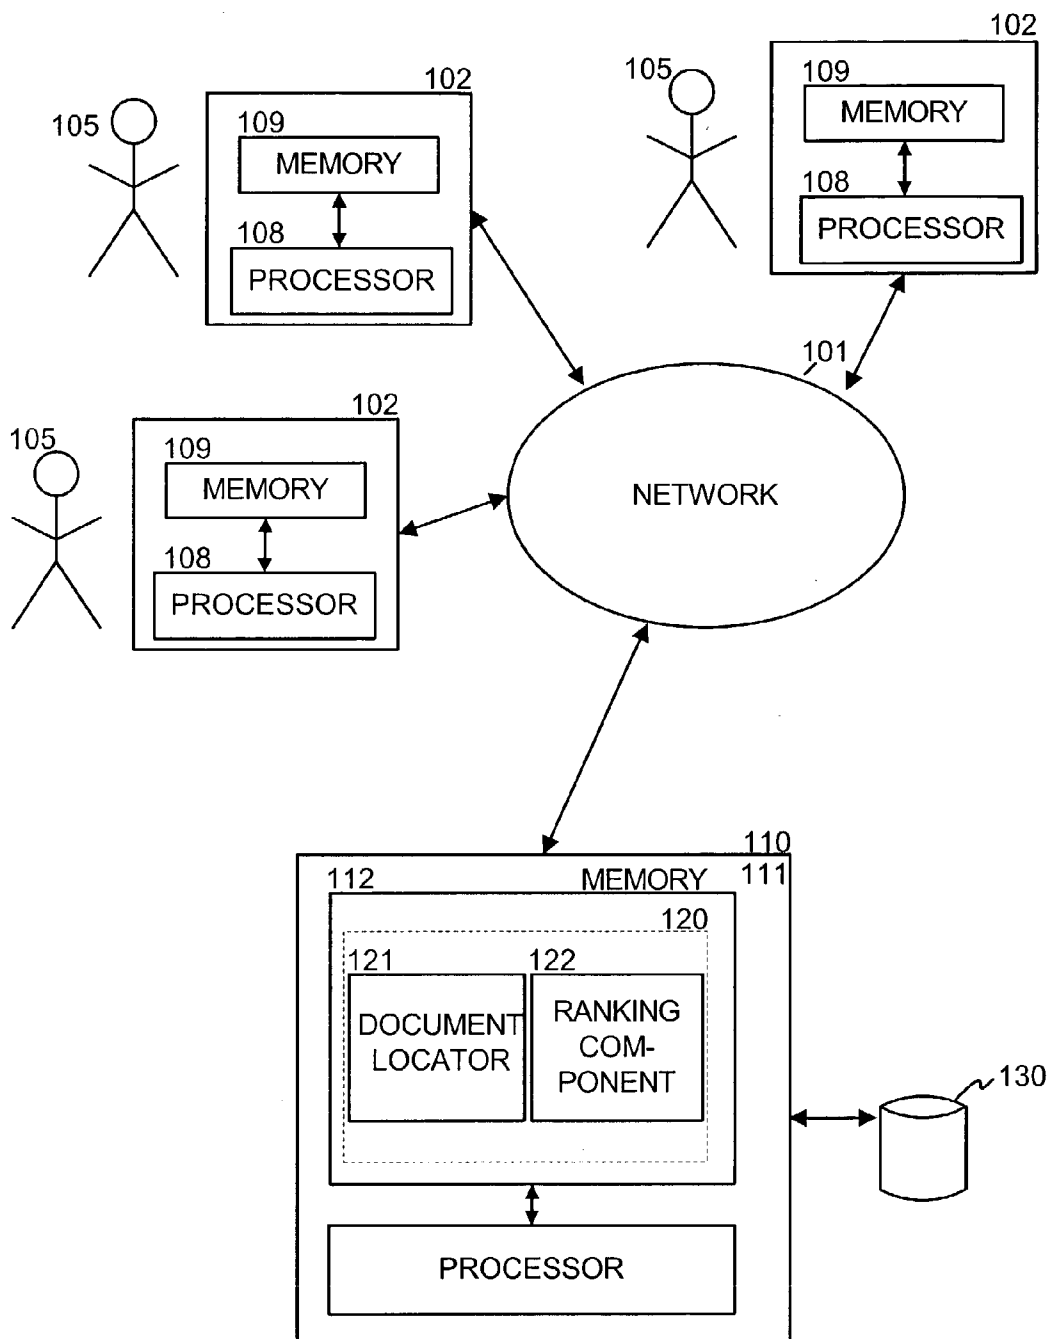 102
105
109
MEMORY
108
PROCESSOR
102
105
109
MEMORY
108
PROCESSOR
101
NETWORK
102
105
109
MEMORY
108
PROCESSOR
110
111
112
MEMORY
120
121
122
DOCUMENT
LOCATOR
RANKING
COM-
PONENT
130
PROCESSOR